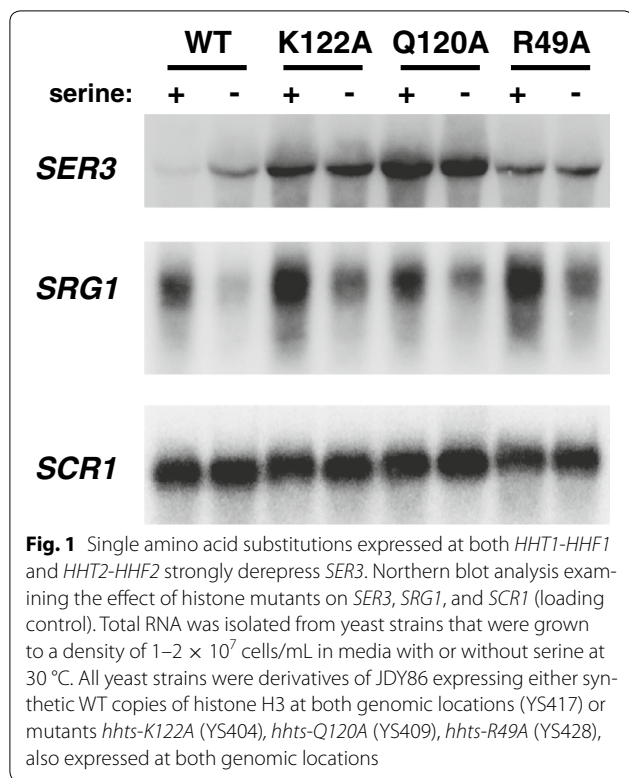 WT K122A Q120A R49A
serine: + - + - + - + -
SER3
SRG1
SCR1
Fig. 1 Single amino acid substitutions expressed at both HHT1-HHF1
and HHT2-HHF2 strongly derepress SER3. Northern blot analysis exam-
ining the effect of histone mutants on SER3, SRG1, and SCR1 (loading
control). Total RNA was isolated from yeast strains that were grown
to a density of 1–2 × 10⁷ cells/mL in media with or without serine at
30 °C. All yeast strains were derivatives of JDY86 expressing either syn-
thetic WT copies of histone H3 at both genomic locations (YS417) or
mutants hhts-K122A (YS404), hhts-Q120A (YS409), hhts-R49A (YS428),
also expressed at both genomic locations